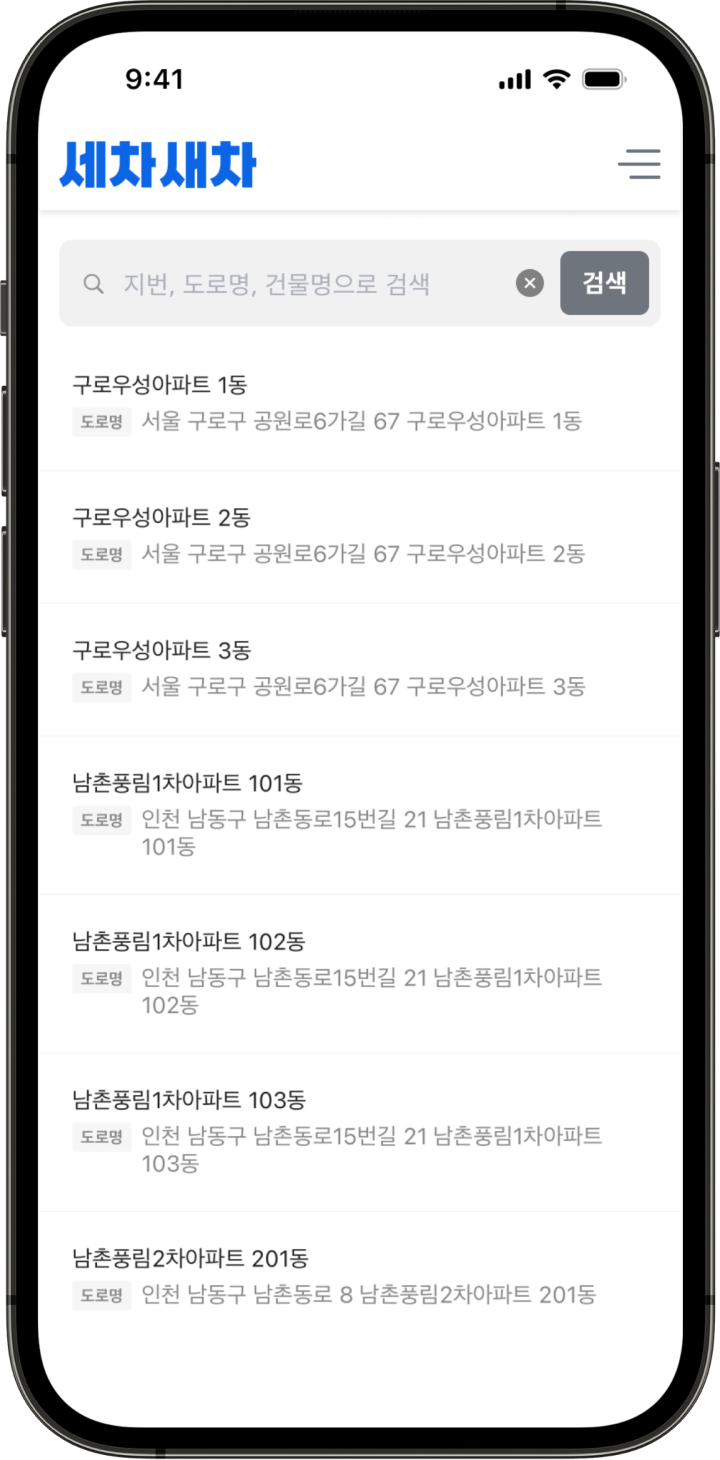 9:41
세차새차
지번, 도로명, 건물명으로 검색
검색
구로우성아파트 1동
도로명 서울 구로구 공원로6가길 67 구로우성아파트 1동
구로우성아파트 2동
도로명 서울 구로구 공원로6가길 67 구로우성아파트 2동
구로우성아파트 3동
도로명 서울 구로구 공원로6가길 67 구로우성아파트 3동
남촌풍림1차아파트 101동
도로명 인천 남동구 남촌동로15번길 21 남촌풍림1차아파트
101동
남촌풍림1차아파트 102동
도로명 인천 남동구 남촌동로15번길 21 남촌풍림1차아파트
102동
남촌풍림1차아파트 103동
도로명 인천 남동구 남촌동로15번길 21 남촌풍림1차아파트
103동
남촌풍림2차아파트 201동
도로명 인천 남동구 남촌동로 8 남촌풍림2차아파트 201동